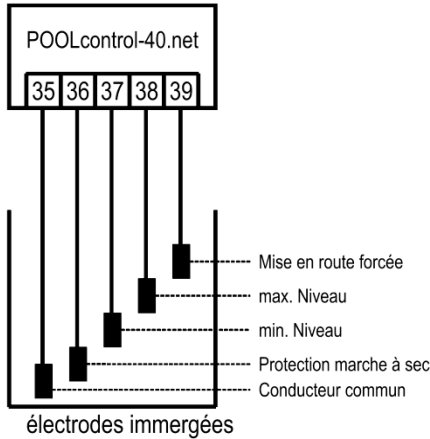 POOLcontrol-40.net
35 36 37 38 39
Mise en route forcée
max. Niveau
min. Niveau
Protection marche à sec
Conducteur commun
électrodes immergées